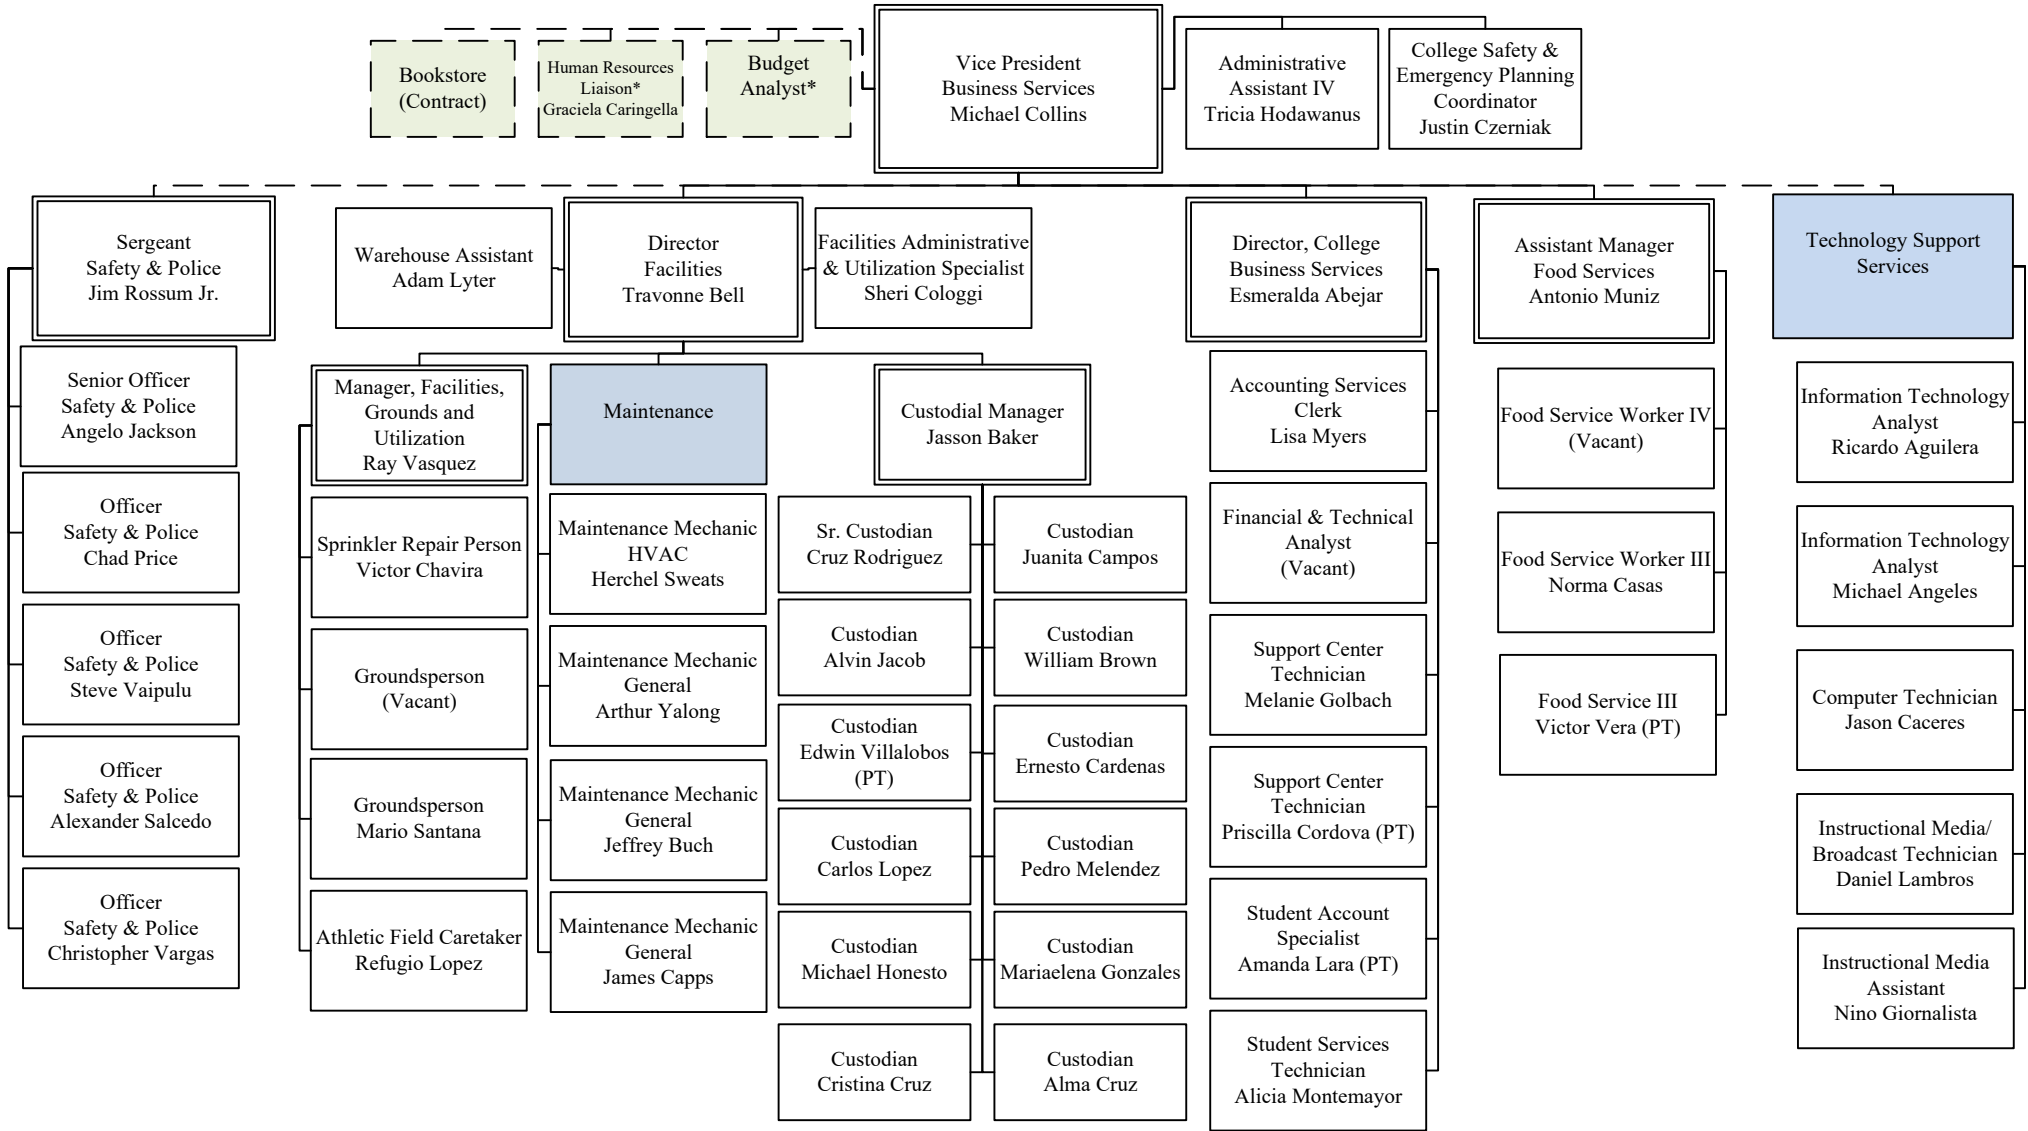 Bookstore
(Contract)
Human Resources
Liaison*
Graciela Caringella
Budget
Analyst*
Vice President
Business Services
Michael Collins
Administrative
Assistant IV
Tricia Hodawanus
College Safety &
Emergency Planning
Coordinator
Justin Czerniak
Sergeant
Safety & Police
Jim Rossum Jr.
Warehouse Assistant
Adam Lyter
Director
Facilities
Travonne Bell
Facilities Administrative
& Utilization Specialist
Sheri Cologgi
Director, College
Business Services
Esmeralda Abejar
Assistant Manager
Food Services
Antonio Muniz
Technology Support
Services
Senior Officer
Safety & Police
Angelo Jackson
Officer
Safety & Police
Chad Price
Officer
Safety & Police
Steve Vaipulu
Officer
Safety & Police
Alexander Salcedo
Officer
Safety & Police
Christopher Vargas
Manager, Facilities,
Grounds and
Utilization
Ray Vasquez
Sprinkler Repair Person
Victor Chavira
Groundsperson
(Vacant)
Groundsperson
Mario Santana
Athletic Field Caretaker
Refugio Lopez
Maintenance
Maintenance Mechanic
HVAC
Herchel Sweats
Maintenance Mechanic
General
Arthur Yalong
Maintenance Mechanic
General
Jeffrey Buch
Maintenance Mechanic
General
James Capps
Custodial Manager
Jasson Baker
Sr. Custodian
Cruz Rodriguez
Custodian
Alvin Jacob
Custodian
Edwin Villalobos
(PT)
Custodian
Carlos Lopez
Custodian
Michael Honesto
Custodian
Cristina Cruz
Custodian
Juanita Campos
Custodian
William Brown
Custodian
Ernesto Cardenas
Custodian
Pedro Melendez
Custodian
Mariaelena Gonzales
Custodian
Alma Cruz
Accounting Services
Clerk
Lisa Myers
Financial & Technical
Analyst
(Vacant)
Support Center
Technician
Melanie Golbach
Support Center
Technician
Priscilla Cordova (PT)
Student Account
Specialist
Amanda Lara (PT)
Student Services
Technician
Alicia Montemayor
Food Service Worker IV
(Vacant)
Food Service Worker III
Norma Casas
Food Service III
Victor Vera (PT)
Information Technology
Analyst
Ricardo Aguilera
Information Technology
Analyst
Michael Angeles
Computer Technician
Jason Caceres
Instructional Media/
Broadcast Technician
Daniel Lambros
Instructional Media
Assistant
Nino Giornalista